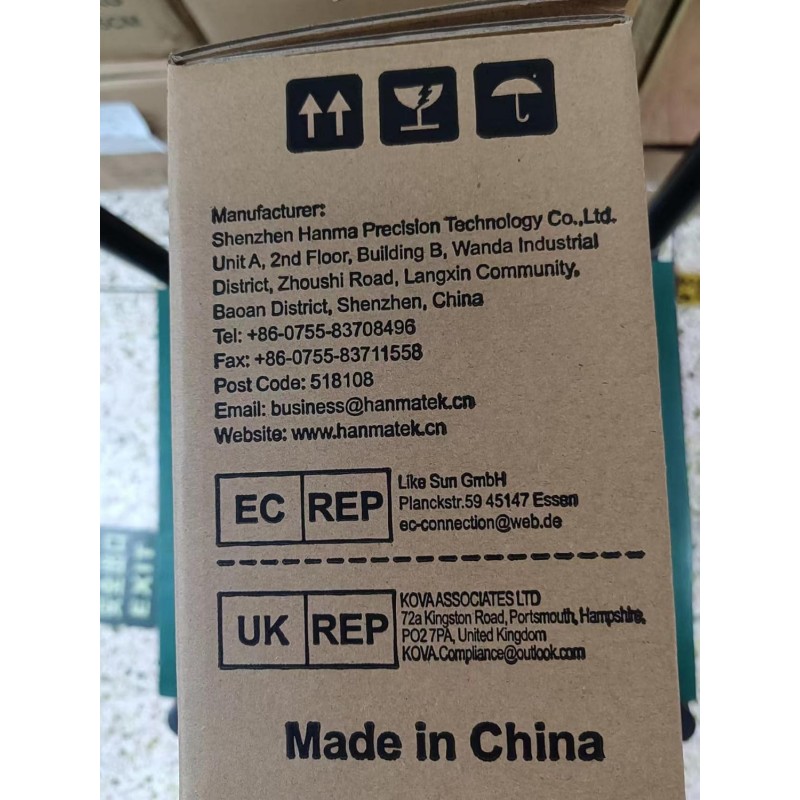 CM
Manufacturer:
Shenzhen Hanma Precision Technology Co.,Ltd.
Unit A, 2nd Floor, Building B, Wanda Industrial
District, Zhoushi Road, Langxin Community,
Baoan District, Shenzhen, China
Tel: +86-0755-83708496
Fax: +86-0755-83711558
Post Code: 518108
Email: business@hanmatek.cn
Website: www.hanmatek.cn
EC REP
Like Sun GmbH
Planckstr.59 45147 Essen
ec-connection@web.de
UK REP
KOVA ASSOCIATES LTD
72a Kingston Road, Portsmouth, Hampshire,
PO2 7PA, United Kingdom
KOVA.Compliance@outlook.com
EXIT
Made in China